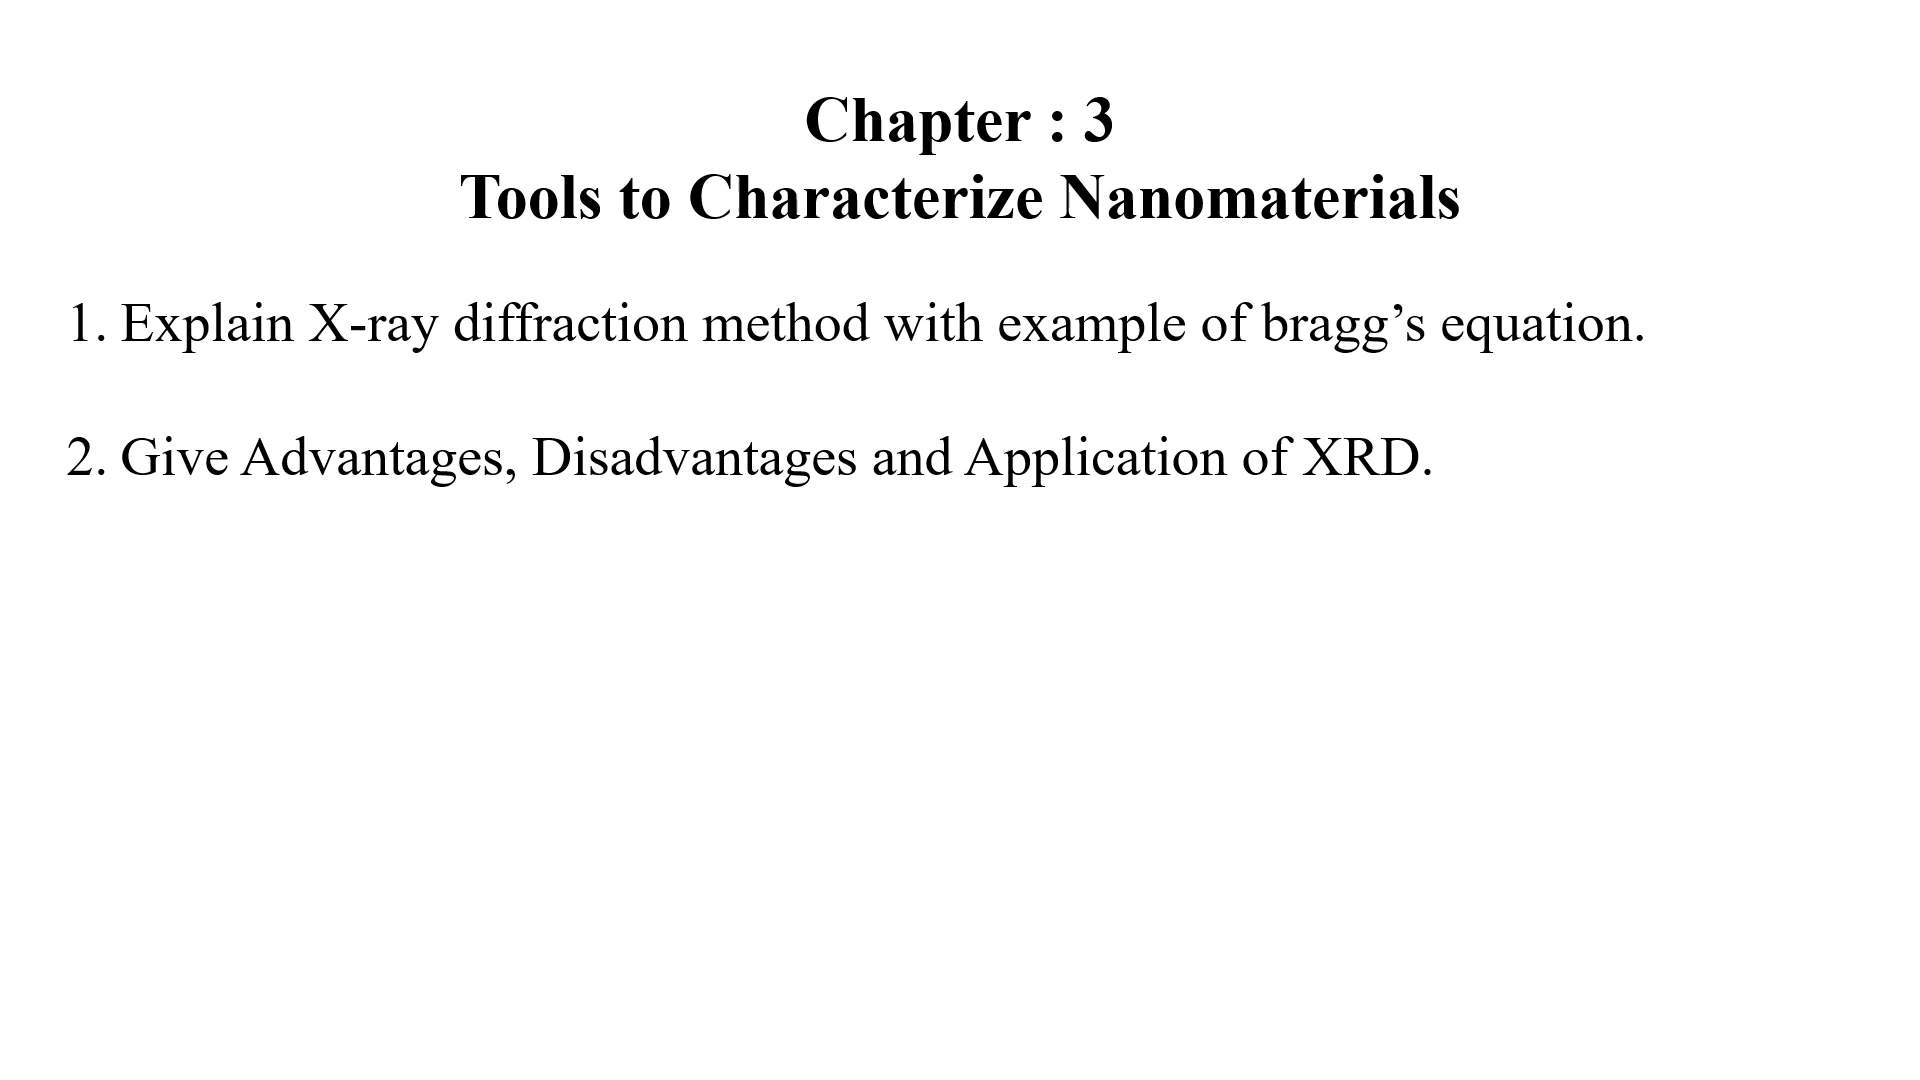 Chapter : 3
Tools to Characterize Nanomaterials
1. Explain X-ray diffraction method with example of bragg’s equation.
2. Give Advantages, Disadvantages and Application of XRD.